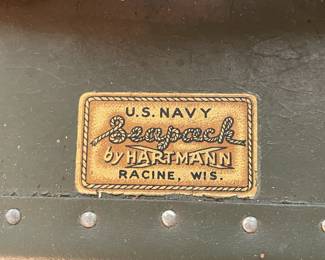 U.S. NAVY
Seapack
by HARTMANN
RACINE, WIS.